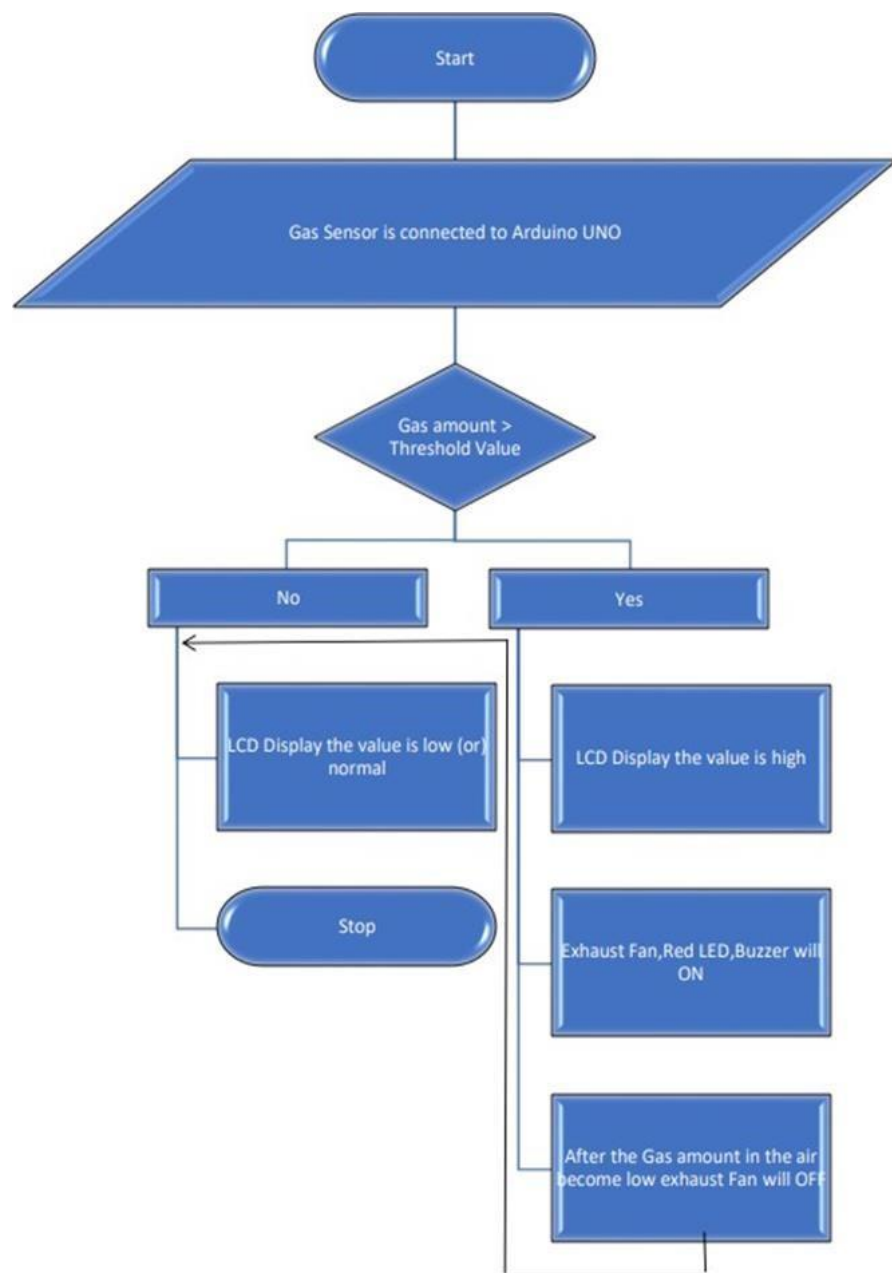 Start
Gas Sensor is connected to Arduino UNO
Gas amount >
Threshold Value
No
Yes
LCD Display the value is low (or)
normal
LCD Display the value is high
Stop
Exhaust Fan,Red LED,Buzzer will
ON
After the Gas amount in the air
become low exhaust Fan will OFF